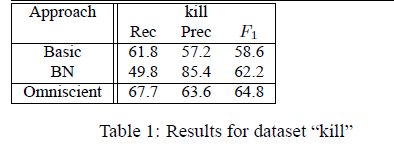 Approach kill
Rec Prec F1
Basic 61.8 57.2 58.6
BN 49.8 85.4 62.2
Omniscient 67.7 63.6 64.8
Table 1: Results for dataset “kill”